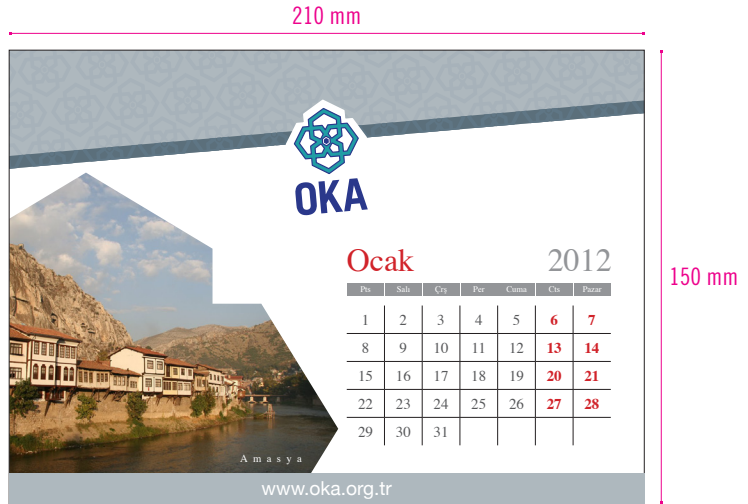 210 mm
OKA
Ocak 2012
150 mm
Pts Salı Çrş Per Cuma Cts Pazar
1 2 3 4 5 6 7
8 9 10 11 12 13 14
15 16 17 18 19 20 21
22 23 24 25 26 27 28
29 30 31
Amasya
www.oka.org.tr